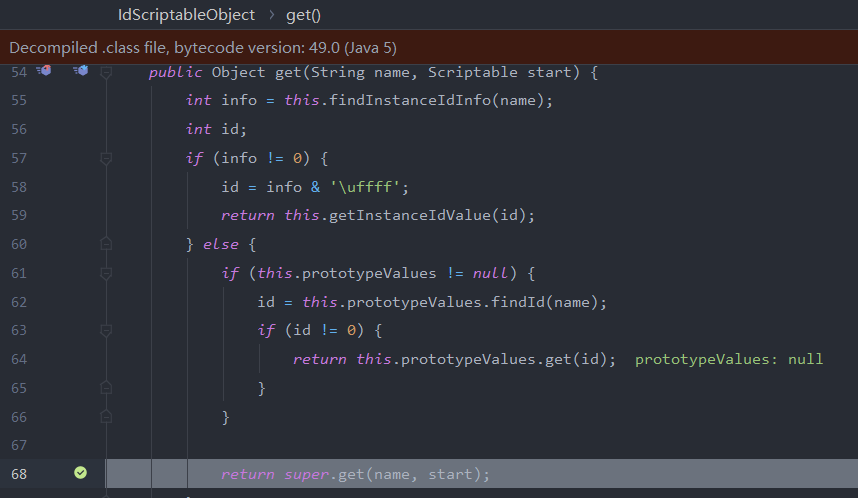 IdScriptableObject > get()
Decompiled .class file, bytecode version: 49.0 (Java 5)
54 public Object get(String name, Scriptable start) {
55 int info = this.findInstanceIdInfo(name);
56 int id;
57 if (info != 0) {
58 id = info & '\uffff';
59 return this.getInstanceIdValue(id);
60 } else {
61 if (this.prototypeValues != null) {
62 id = this.prototypeValues.findId(name);
63 if (id != 0) {
64 return this.prototypeValues.get(id); prototypeValues: null
65 }
66 }
67
68 return super.get(name, start);